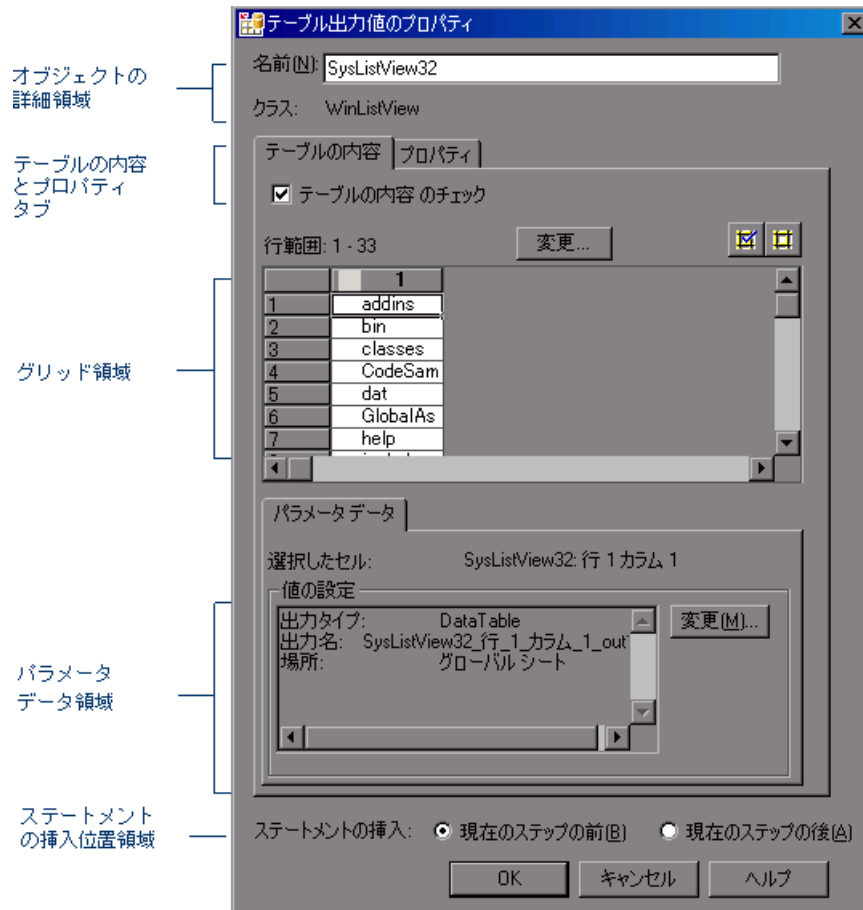 テーブル出力値のプロパティ
オブジェクトの
詳細領域
名前(N): SysListView32
クラス: WinListView
テーブルの内容
とプロパティ
タブ
テーブルの内容 プロパティ
テーブルの内容 のチェック
行範囲: 1 - 33 変更...
グリッド領域
1
1 addins
2 bin
3 classes
4 CodeSam
5 dat
6 GlobalAs
7 help
パラメータ データ
選択したセル: SysListView32: 行 1 カラム 1
値の設定
パラメータ
データ領域
出力タイプ: DataTable
出力名: SysListView32_行_1_カラム_1_out
場所: グローバル シート
変更(M)...
ステートメント
の挿入位置領域
ステートメントの挿入: 現在のステップの前(B) 現在のステップの後(A)
OK キャンセル ヘルプ